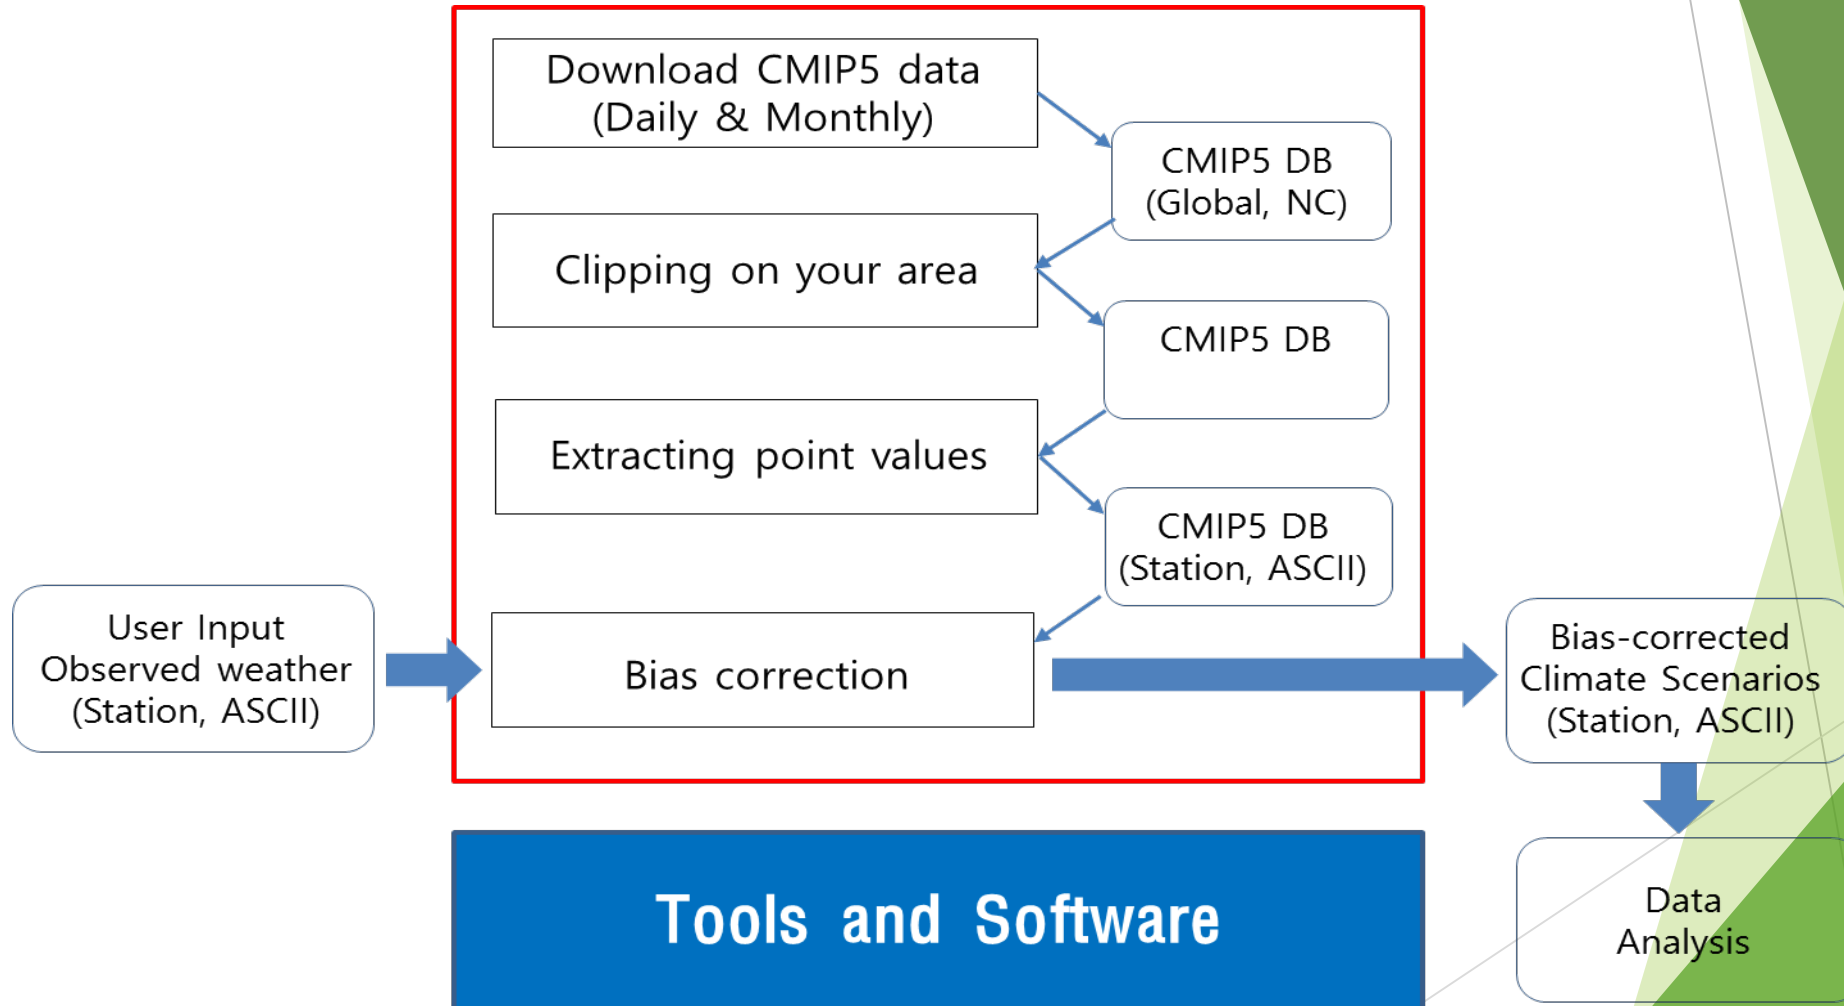 Download CMIP5 data
(Daily & Monthly)
CMIP5 DB
(Global, NC)
Clipping on your area
CMIP5 DB
Extracting point values
CMIP5 DB
(Station, ASCII)
User Input
Observed weather
(Station, ASCII)
Bias correction
Bias-corrected
Climate Scenarios
(Station, ASCII)
Tools and Software
Data
Analysis